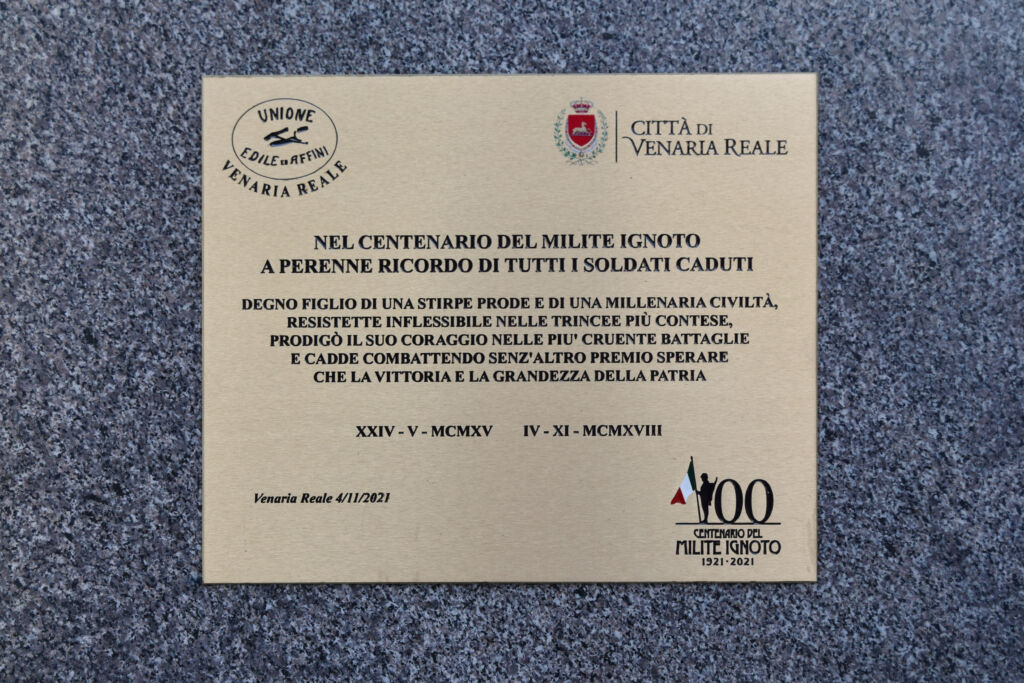 UNIONE
EDILE ED AFFINI
VENARIA REALE
CITTÀ DI
VENARIA REALE
NEL CENTENARIO DEL MILITE IGNOTO
A PERENNE RICORDO DI TUTTI I SOLDATI CADUTI
DEGNO FIGLIO DI UNA STIRPE PRODE E DI UNA MILLENARIA CIVILTÀ,
RESISTETTE INFLESSIBILE NELLE TRINCEE PIÙ CONTESE,
PRODIGÒ IL SUO CORAGGIO NELLE PIU' CRUENTE BATTAGLIE
E CADDE COMBATTENDO SENZ'ALTRO PREMIO SPERARE
CHE LA VITTORIA E LA GRANDEZZA DELLA PATRIA
XXIV - V - MCMXV IV - XI - MCMXVIII
Venaria Reale 4/11/2021
100
CENTENARIO DEL
MILITE IGNOTO
1921-2021